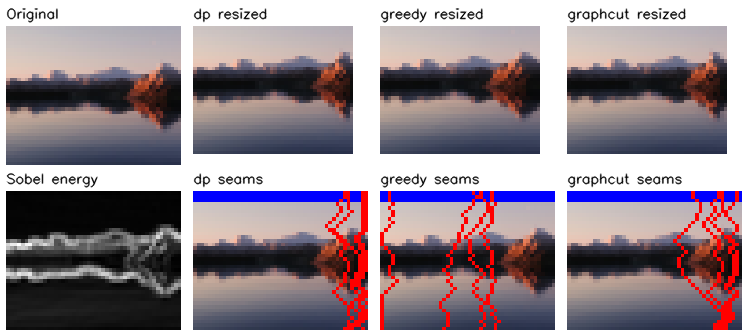 Original
dp resized
greedy resized
graphcut resized
Sobel energy
dp seams
greedy seams
graphcut seams